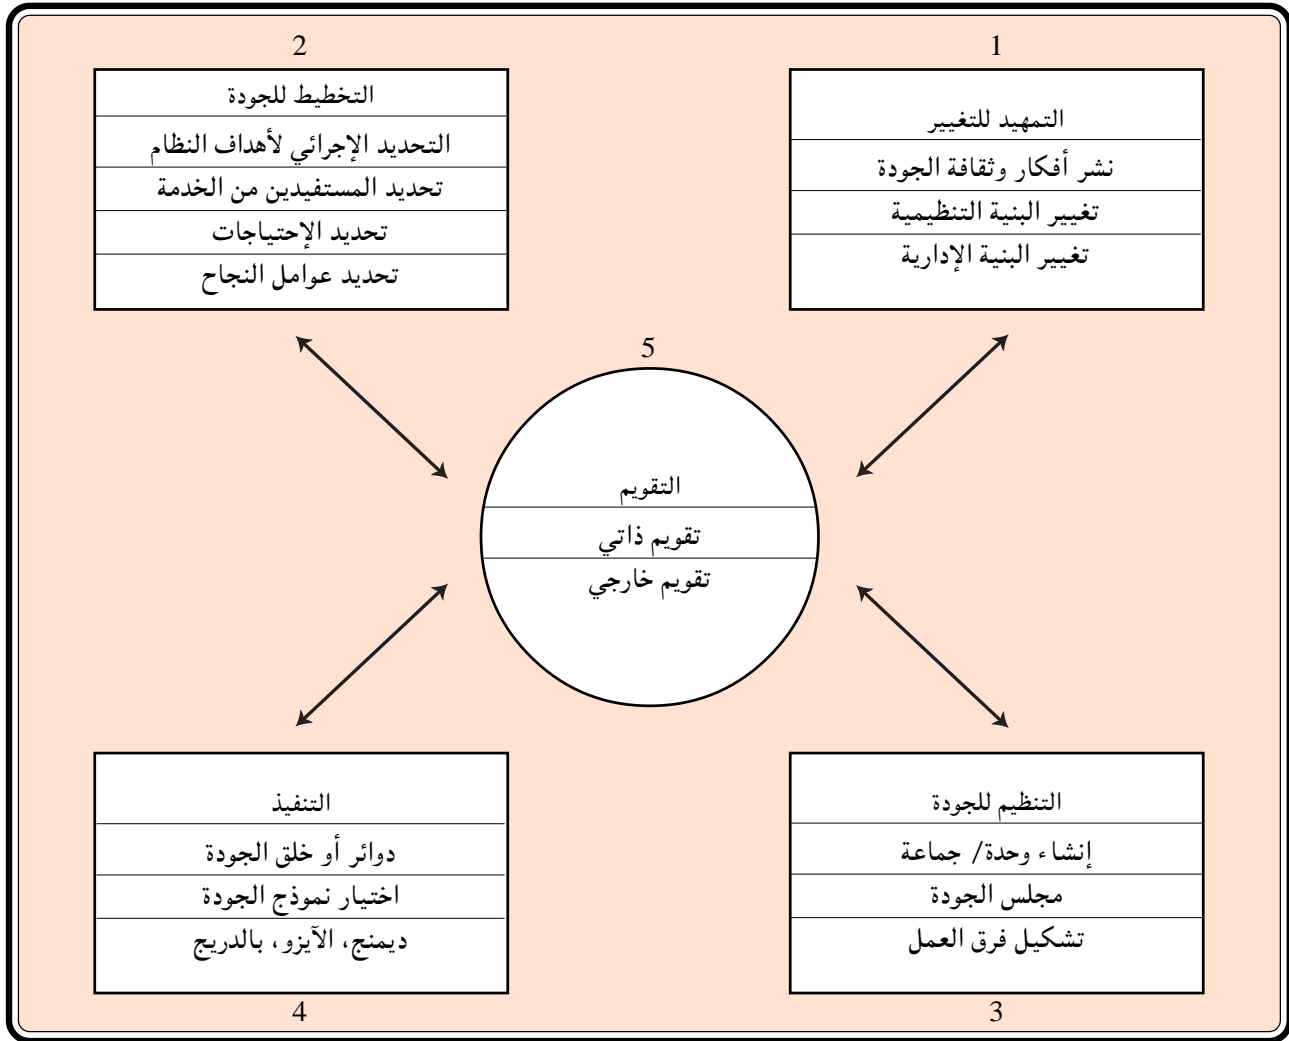 1
التمهيد للتغيير
نشر أفكار وثقافة الجودة
تغيير البنية التنظيمية
تغيير البنية الإدارية
2
التخطيط للجودة
التحديد الإجرائي لأهداف النظام
تحديد المستفيدين من الخدمة
تحديد الإحتياجات
تحديد عوامل النجاح
5
التقويم
تقويم ذاتي
تقويم خارجي
التنظيم للجودة
إنشاء وحدة/ جماعة
مجلس الجودة
تشكيل فرق العمل
3
التنفيذ
دوائر أو خلق الجودة
اختيار نموذج الجودة
ديمنج، الآيزو، بالدريج
4